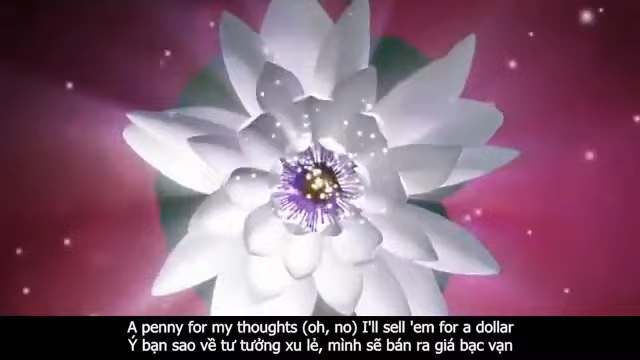 A penny for my thoughts (oh, no) I'll sell 'em for a dollar
Ý bạn sao về tư tưởng xu lẻ, mình sẽ bán ra giá bạc vạn